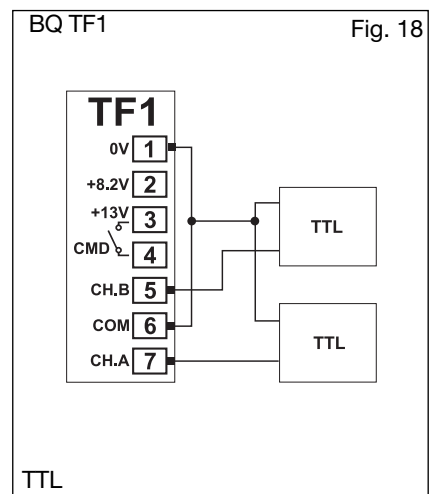 BQ TF1
Fig. 18
TF1
0V 1
+8.2V 2
+13V 3
CMD 4
CH.B 5
COM 6
CH.A 7
TTL
TTL
TTL